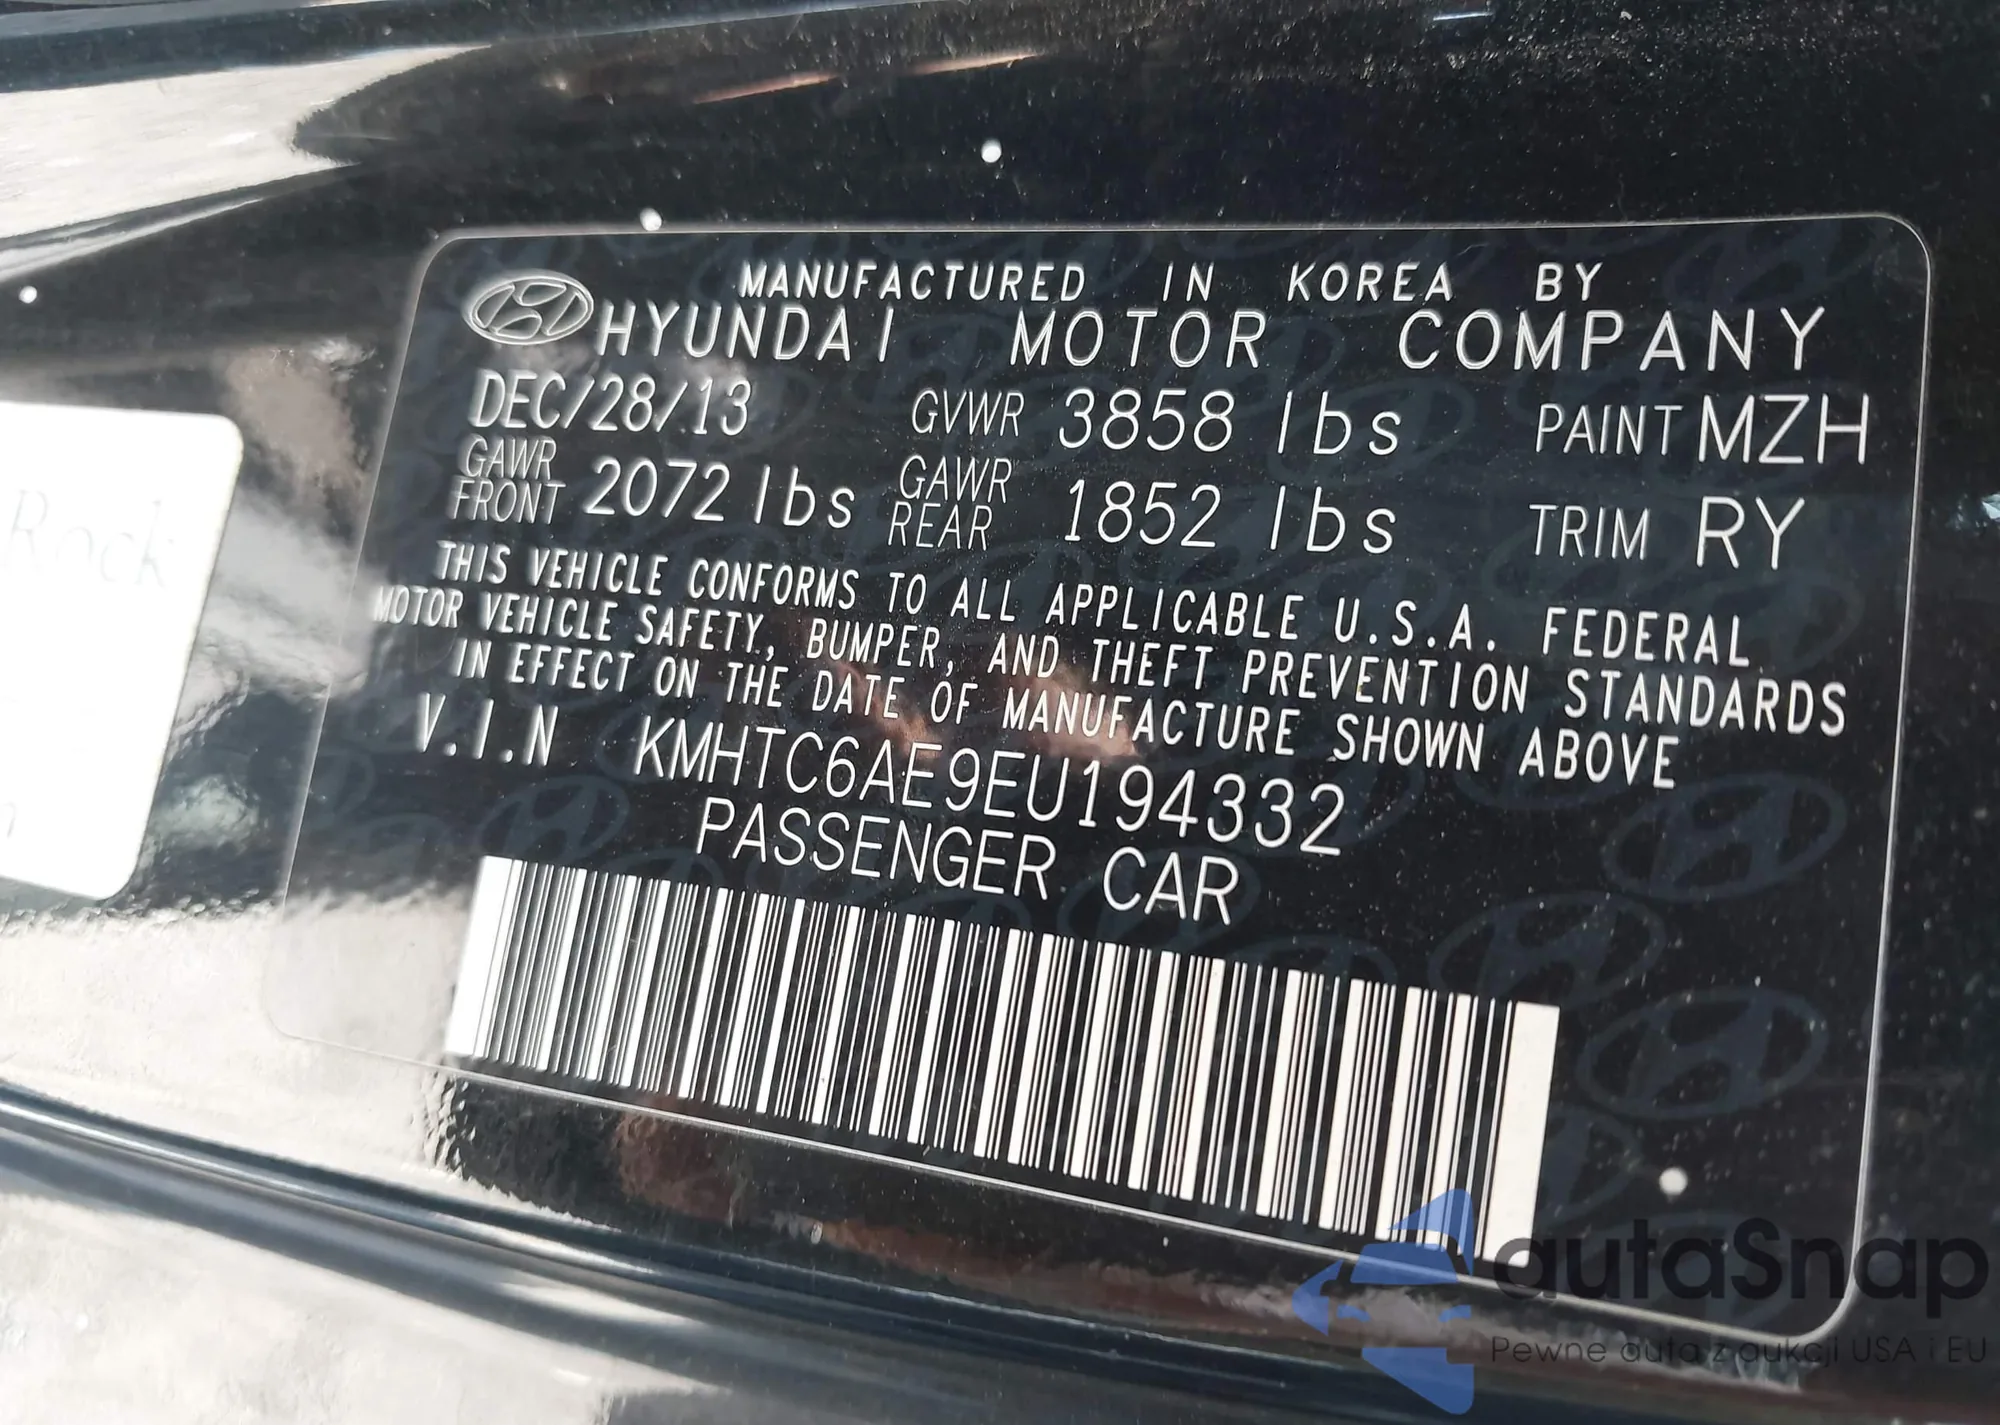 MANUFACTURED IN KOREA BY
HYUNDAI MOTOR COMPANY
DEC/28/13 GVWR 3858 lbs PAINT MZH
GAWR FRONT 2072 lbs GAWR REAR 1852 lbs TRIM RY
THIS VEHICLE CONFORMS TO ALL APPLICABLE U.S.A. FEDERAL
MOTOR VEHICLE SAFETY, BUMPER, AND THEFT PREVENTION STANDARDS
IN EFFECT ON THE DATE OF MANUFACTURE SHOWN ABOVE
V.I.N KMHTC6AE9EU194332
PASSENGER CAR
Rock
autaSnap
Pewne auta z aukcji USA i EU